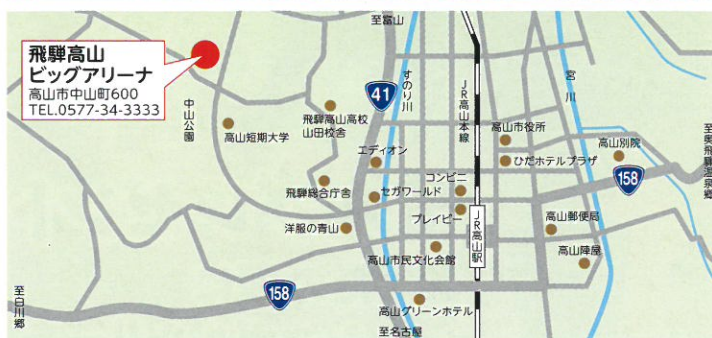 飛騨高山
ビッグアリーナ
高山市中山町600
TEL.0577-34-3333
至富山
41
すのり川
JR高山本線
宮川
中山公園
高山短期大学
飛騨高山高校
山田校舎
エディオン
高山市役所
ひだホテルプラザ
高山別院
至奥飛騨温泉郷
158
飛騨総合庁舎
セガワールド
コンビニ
プレイピー
洋服の青山
JR高山駅
高山郵便局
高山市民文化会館
高山陣屋
158
至白川郷
高山グリーンホテル
至名古屋